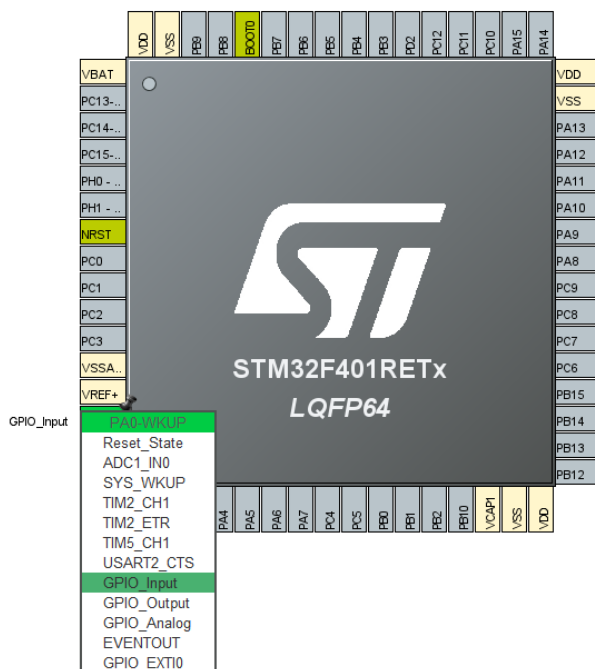 VDD
VSS
PB9
PB8
BOOT0
PB7
PB6
PB5
PB4
PB3
PD2
PC12
PC11
PC10
PA15
PA14
VBAT
PC13-..
PC14-..
PC15-..
PH0 - ..
PH1 - ..
NRST
PC0
PC1
PC2
PC3
VSSA..
VREF+
VDD
VSS
PA13
PA12
PA11
PA10
PA9
PA8
PC9
PC8
PC7
PC6
PB15
PB14
PB13
PB12
STM32F401RETx
LQFP64
GPIO_Input
PA0-WKUP
Reset_State
ADC1_IN0
SYS_WKUP
TIM2_CH1
TIM2_ETR
TIM5_CH1
USART2_CTS
GPIO_Input
GPIO_Output
GPIO_Analog
EVENTOUT
GPIO_EXTI0
PA4
PA5
PA6
PA7
PC4
PC5
PB0
PB1
PB2
PB10
VCAP1
VSS
VDD